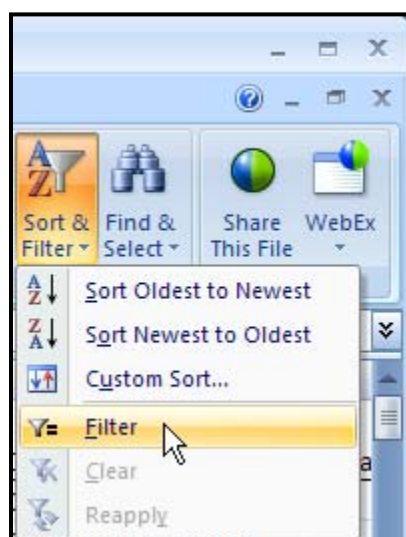 Sort & Find & Share WebEx
Filter Select This File
Sort Oldest to Newest
Sort Newest to Oldest
Custom Sort...
Filter
Clear
Reapply